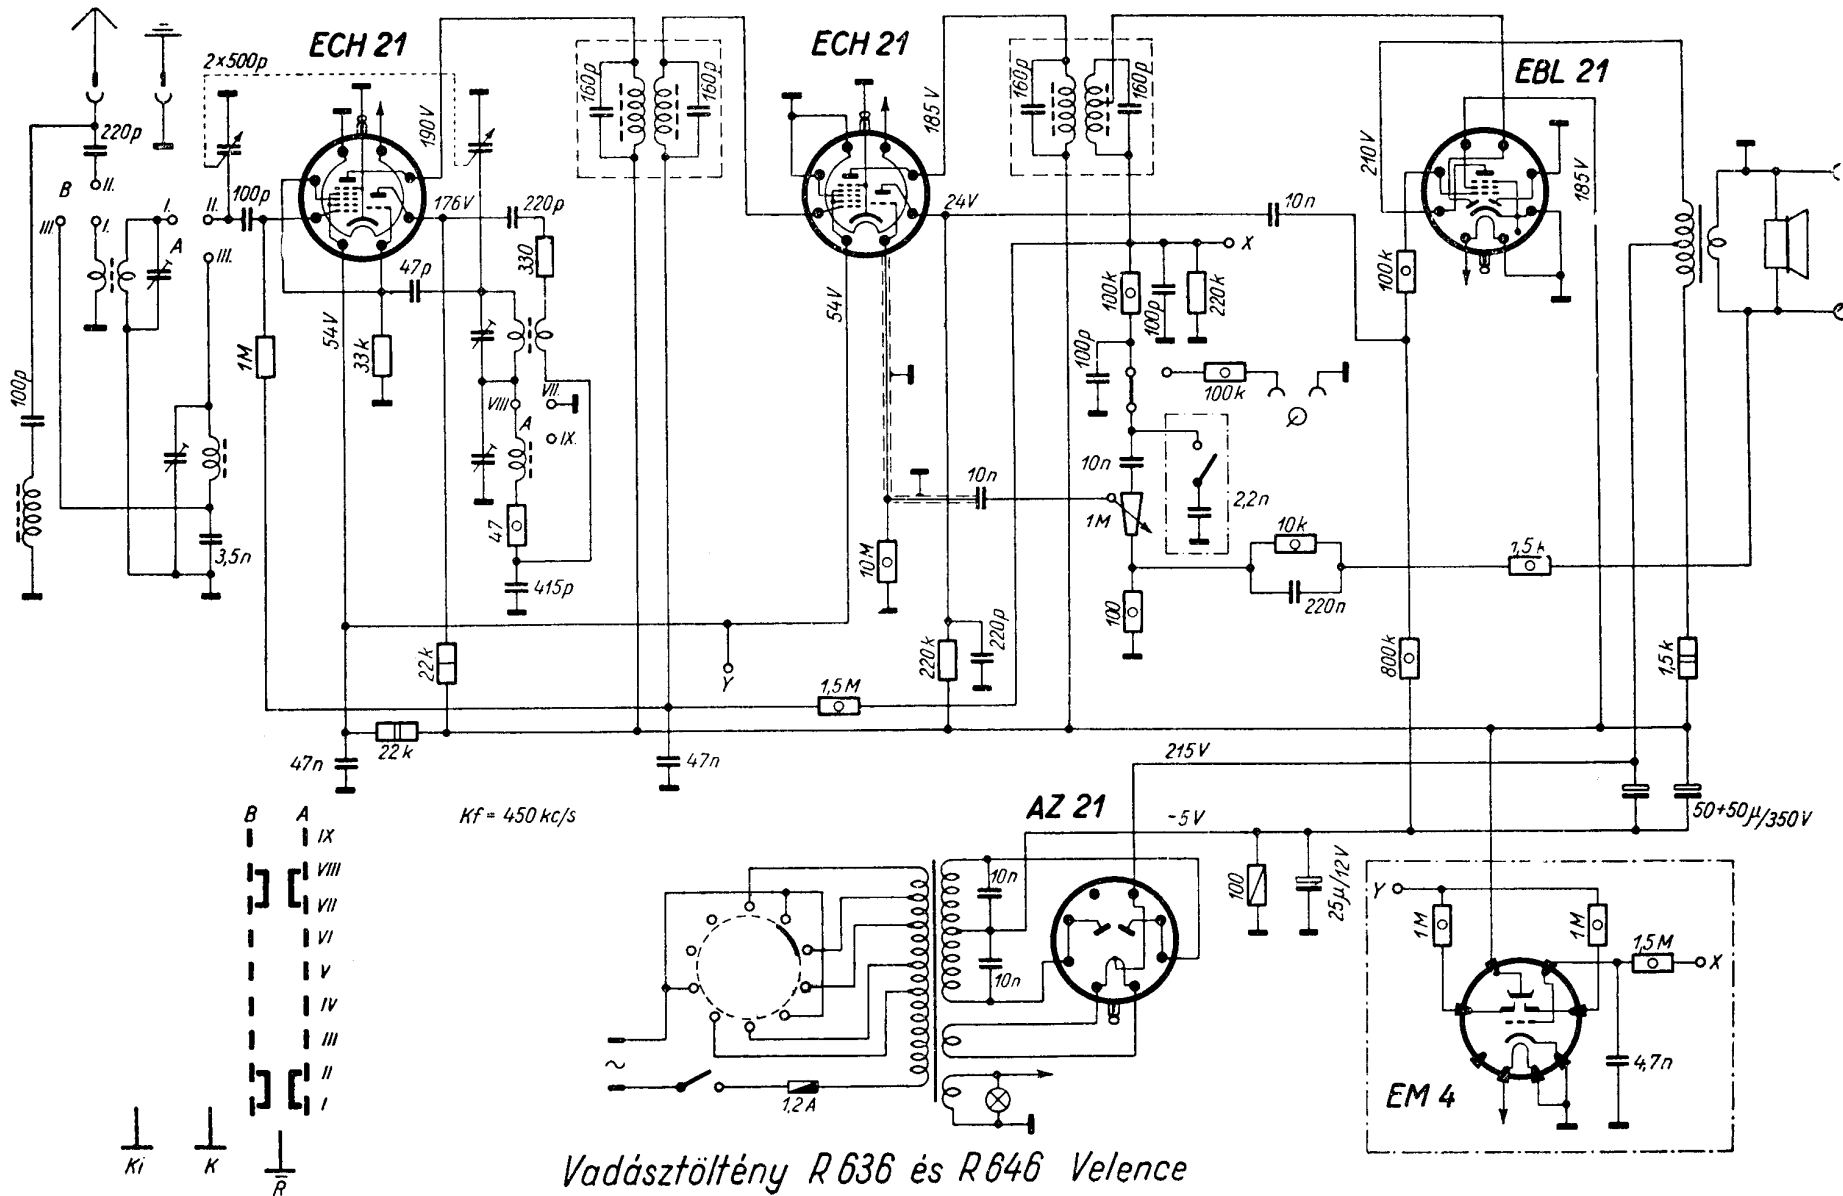 ECH 21
ECH 21
EBL 21
2×500p
220p
II.
B
III
I.
I.
A
II.
III.
100p
190V
176V
220p
330
47p
54V
33k
1M
100p
3,5n
VIII
VII.
A
IX.
47
415p
160p
160p
185V
24V
54V
10n
160p
160p
X
100k
100p
220k
100p
100k
10n
10n
1M
2,2n
10M
100
10k
220n
1,5k
210V
185V
100k
800k
1,5k
22k
Y
220k
220p
1,5M
22k
47n
47n
Kf = 450 kc/s
215V
-5V
AZ 21
50+50µ/350V
B A
IX
VIII
VII
VI
V
IV
III
II
I
Ki
K
R
~
1,2A
10n
10n
100
25µ/12V
Y
1M
1M
1,5M
X
4,7n
EM 4
Vadásztöltény R 636 és R 646 Velence